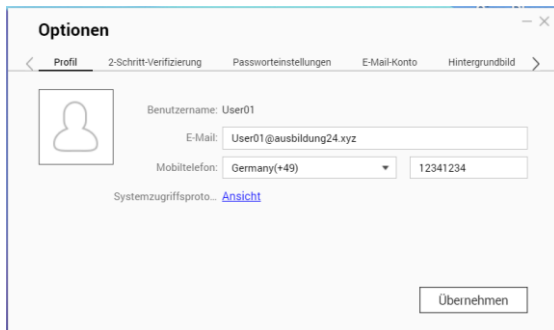 Optionen
Profil 2-Schritt-Verifizierung Passworteinstellungen E-Mail-Konto Hintergrundbild
Benutzername: User01
E-Mail: User01@ausbildung24.xyz
Mobiltelefon: Germany(+49) 12341234
Systemzugriffsproto... Ansicht
Übernehmen